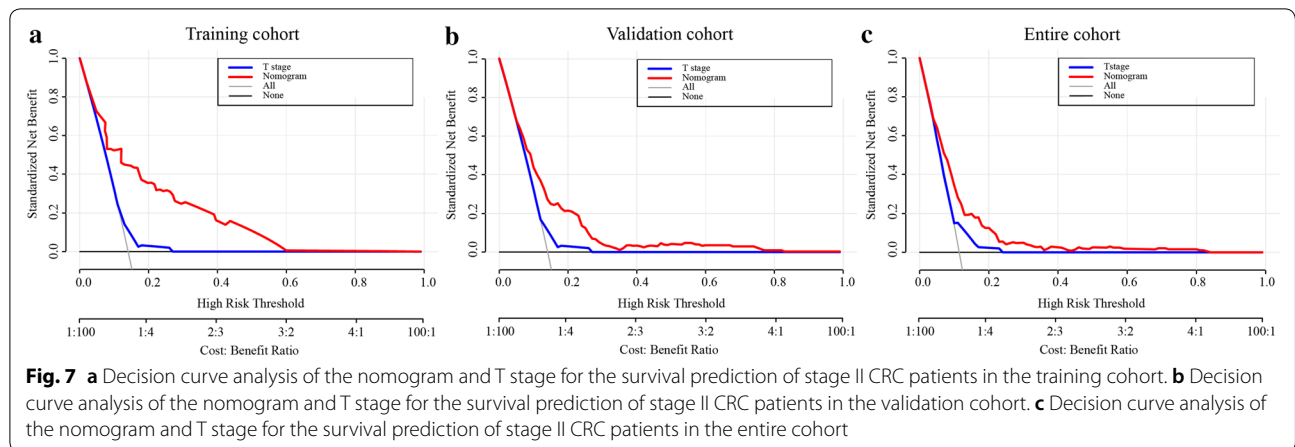 a
Training cohort
Standardized Net Benefit
1.0
0.8
0.6
0.4
0.2
0.0
T stage
Nomogram
All
None
0.0 0.2 0.4 0.6 0.8 1.0
High Risk Threshold
1:100 1:4 2:3 3:2 4:1 100:1
Cost: Benefit Ratio
b
Validation cohort
Standardized Net Benefit
1.0
0.8
0.6
0.4
0.2
0.0
T stage
Nomogram
All
None
0.0 0.2 0.4 0.6 0.8 1.0
High Risk Threshold
1:100 1:4 2:3 3:2 4:1 100:1
Cost: Benefit Ratio
c
Entire cohort
Standardized Net Benefit
1.0
0.8
0.6
0.4
0.2
0.0
Tstage
Nomogram
All
None
0.0 0.2 0.4 0.6 0.8 1.0
High Risk Threshold
1:100 1:4 2:3 3:2 4:1 100:1
Cost: Benefit Ratio
Fig. 7 a Decision curve analysis of the nomogram and T stage for the survival prediction of stage II CRC patients in the training cohort. b Decision
curve analysis of the nomogram and T stage for the survival prediction of stage II CRC patients in the validation cohort. c Decision curve analysis of
the nomogram and T stage for the survival prediction of stage II CRC patients in the entire cohort